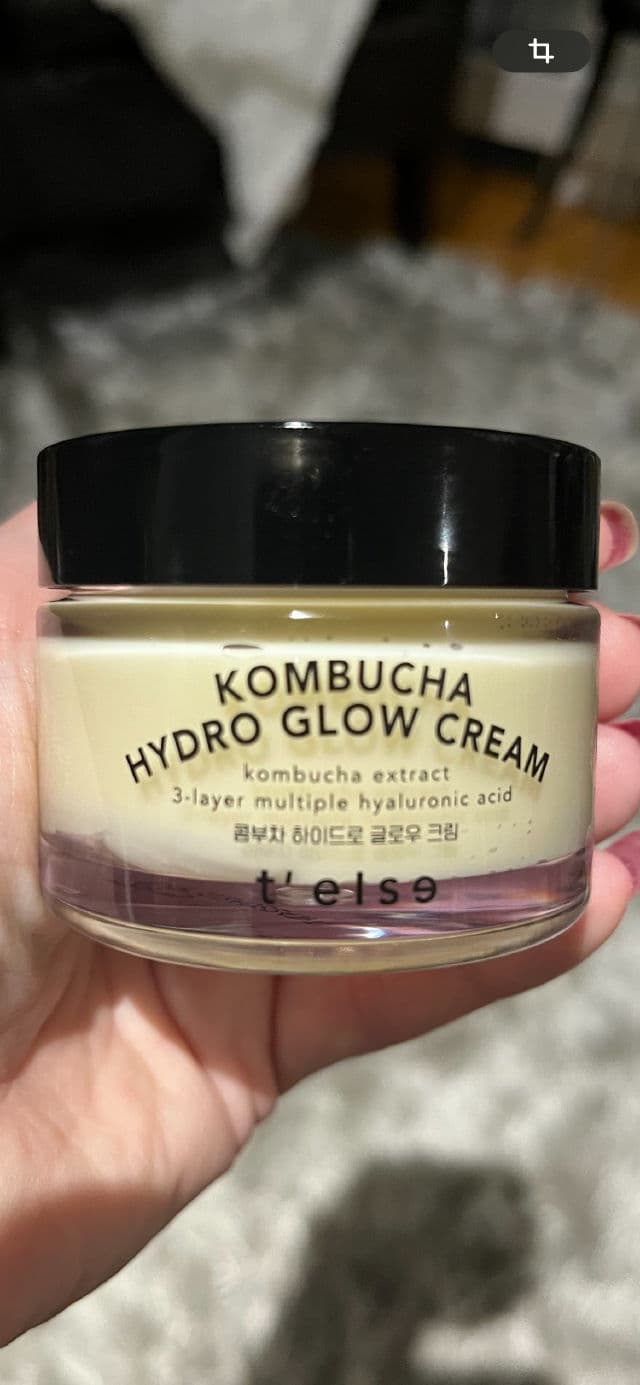 KOMBUCHA
HYDRO GLOW CREAM
kombucha extract
3-layer multiple hyaluronic acid
콤부차 하이드로 글로우 크림
t' else